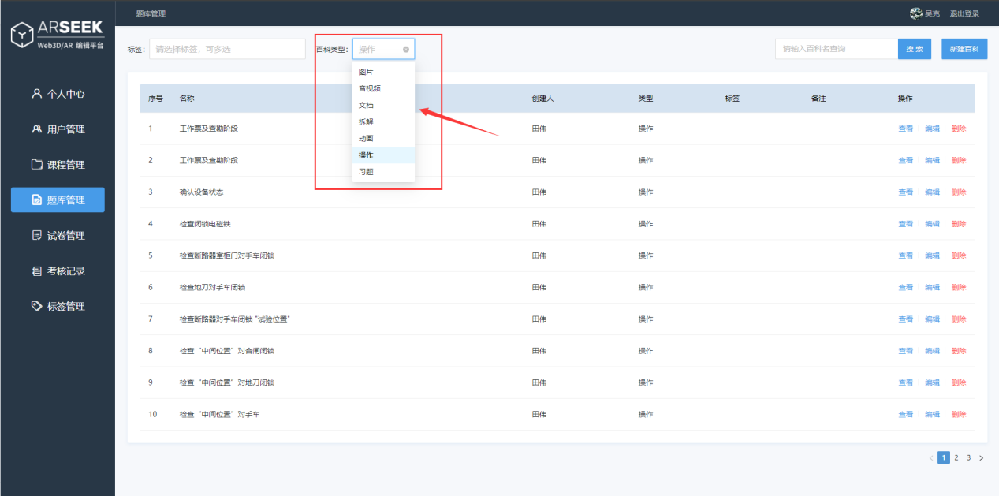 题库管理
吴克 退出登录
ARSEEK
Web3D/AR 编辑平台
个人中心
用户管理
课程管理
题库管理
试卷管理
考核记录
标签管理
标签: 请选择标签，可多选 百科类型: 操作
请输入百科名查询 搜 索 新建百科
图片
音视频
文档
拆解
动画
操作
习题
序号 名称 创建人 类型 标签 备注 操作
1 工作票及查勘阶段 田伟 操作 查看 编辑 删除
2 工作票及查勘阶段 田伟 操作 查看 编辑 删除
3 确认设备状态 田伟 操作 查看 编辑 删除
4 检查闭锁电磁铁 田伟 操作 查看 编辑 删除
5 检查断路器室柜门对手车闭锁 田伟 操作 查看 编辑 删除
6 检查地刀对手车闭锁 田伟 操作 查看 编辑 删除
7 检查断路器对手车闭锁 “试验位置” 田伟 操作 查看 编辑 删除
8 检查 “中间位置” 对合闸闭锁 田伟 操作 查看 编辑 删除
9 检查 “中间位置” 对地刀闭锁 田伟 操作 查看 编辑 删除
10 检查 “中间位置” 对手车 田伟 操作 查看 编辑 删除
< 1 2 3 >